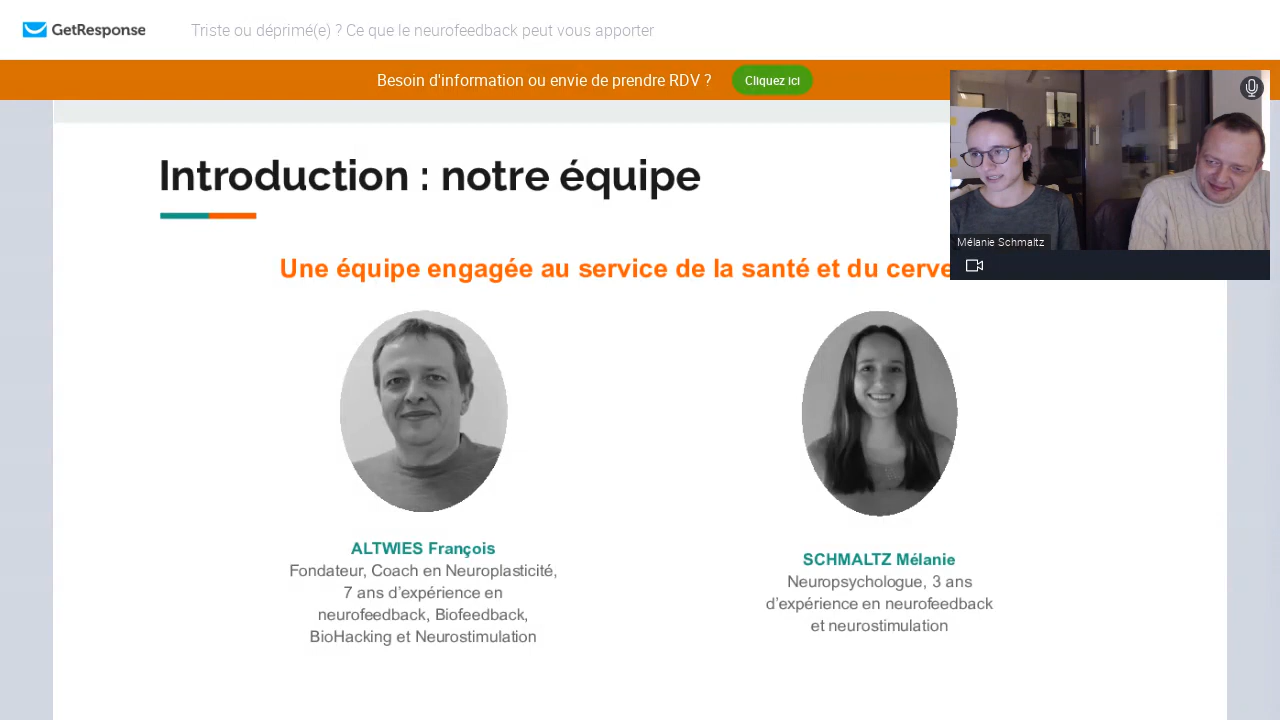 GetResponse
Triste ou déprimé(e) ? Ce que le neurofeedback peut vous apporter
Besoin d'information ou envie de prendre RDV ?
Cliquez ici
Introduction : notre équipe
Mélanie Schmaltz
Une équipe engagée au service de la santé et du
ALTWIES François
Fondateur, Coach en Neuroplasticité,
7 ans d'expérience en
neurofeedback, Biofeedback,
BioHacking et Neurostimulation
SCHMALTZ Mélanie
Neuropsychologue, 3 ans
d'expérience en neurofeedback
et neurostimulation